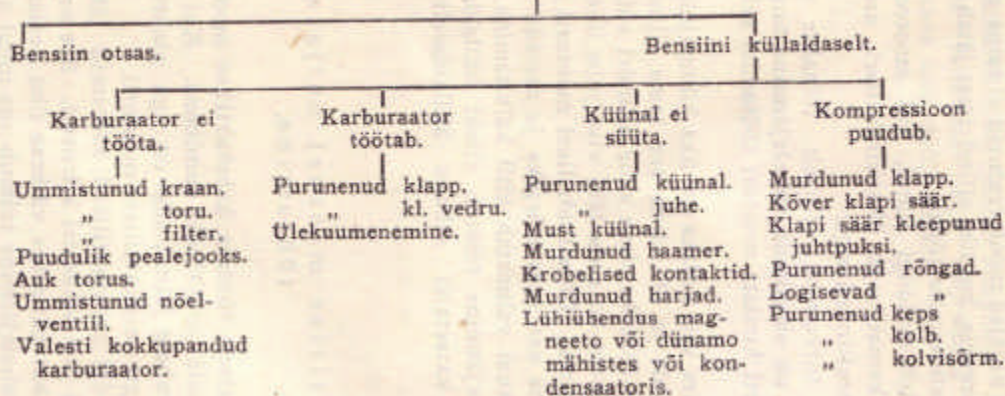 Bensiin otsas.
Bensiini küllaldaselt.
Karburaator ei
tööta.
Ummistunud kraan.
„ toru.
„ filter.
Puudulik pealejooks.
Auk torus.
Ummistunud nõel-
ventiil.
Valesti kokkupandud
karburaator.
Karburaator
töötab.
Purunenud klapp.
„ kl. vedru.
Ülekuumenemine.
Küünal ei
süüta.
Purunenud küünal.
„ juhe.
Must küünal.
Murdunud haamer.
Krobelised kontaktid.
Murdunud harjad.
Lühiühendus mag-
neeto või dünamo
mähistes või kon-
densaatoris.
Kompressioon
puudub.
Murdunud klapp.
Kõver klapi säär.
Klapi säär kleepunud
juhtpuksi.
Purunenud rõngad.
Logisevad „
Purunenud keps
„ kolb.
„ kolvisõrm.